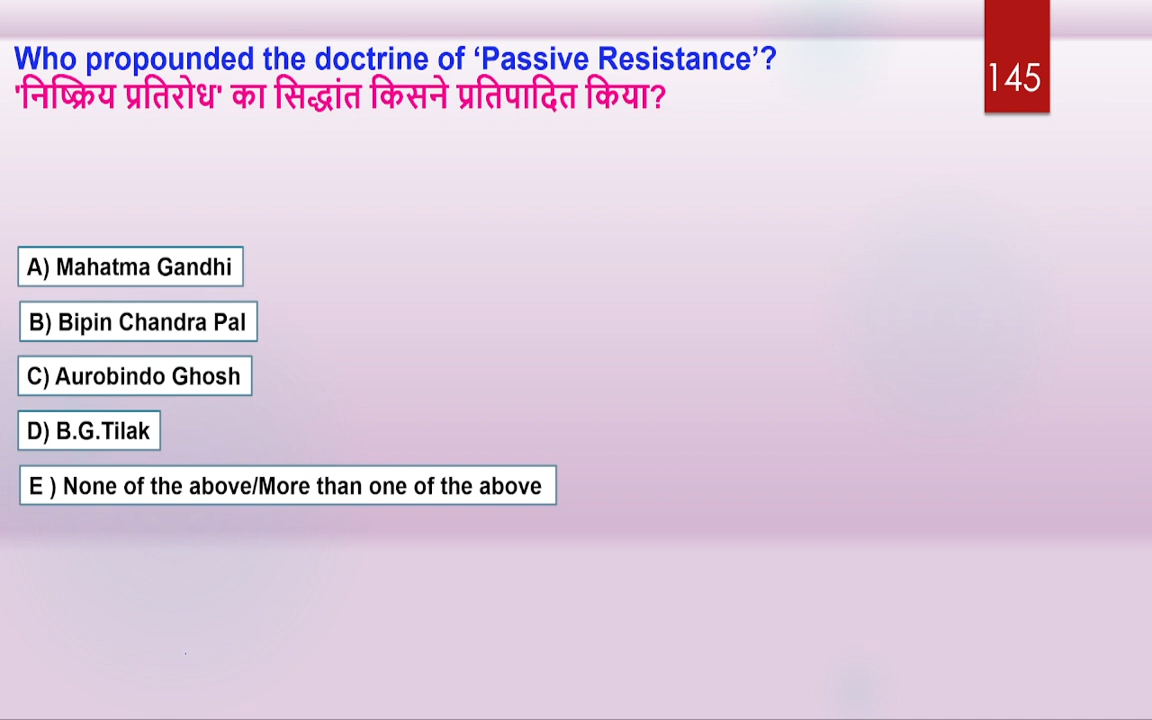 Who propounded the doctrine of ‘Passive Resistance’?
'निष्क्रिय प्रतिरोध' का सिद्धांत किसने प्रतिपादित किया?
145
A) Mahatma Gandhi
B) Bipin Chandra Pal
C) Aurobindo Ghosh
D) B.G.Tilak
E ) None of the above/More than one of the above